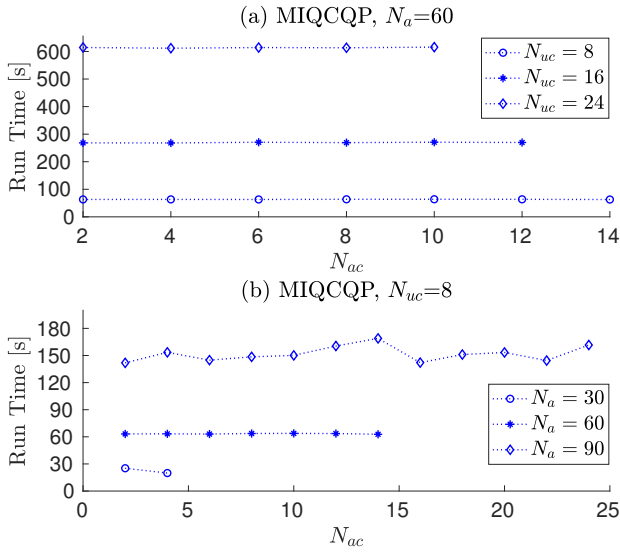 (a) MIQCQP, N_a=60
600
500
400
300
200
100
0
Run Time [s]
N_uc = 8
N_uc = 16
N_uc = 24
2 4 6 8 10 12 14
N_ac
(b) MIQCQP, N_uc=8
180
150
120
90
60
30
0
Run Time [s]
N_a = 30
N_a = 60
N_a = 90
0 5 10 15 20 25
N_ac